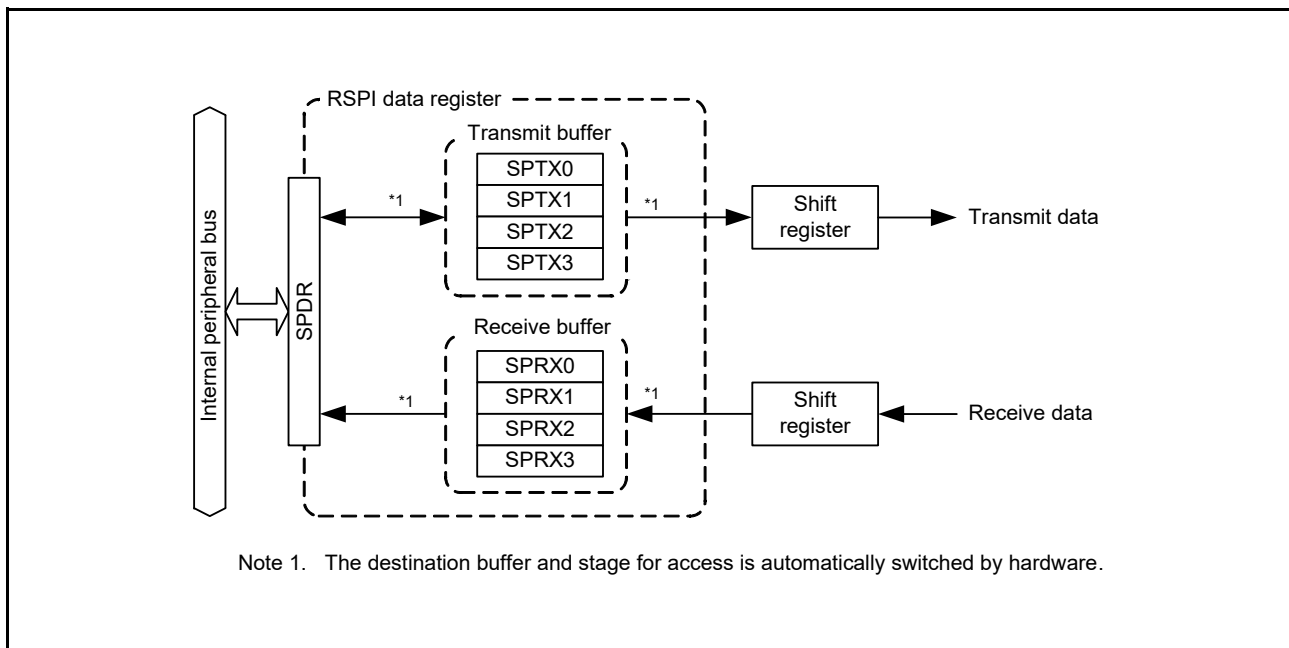 RSPI data register
Transmit buffer
SPTX0
SPTX1
SPTX2
SPTX3
*1
*1
Shift
register
Transmit data
Internal peripheral bus
SPDR
Receive buffer
SPRX0
SPRX1
SPRX2
SPRX3
*1
*1
Shift
register
Receive data
Note 1. The destination buffer and stage for access is automatically switched by hardware.